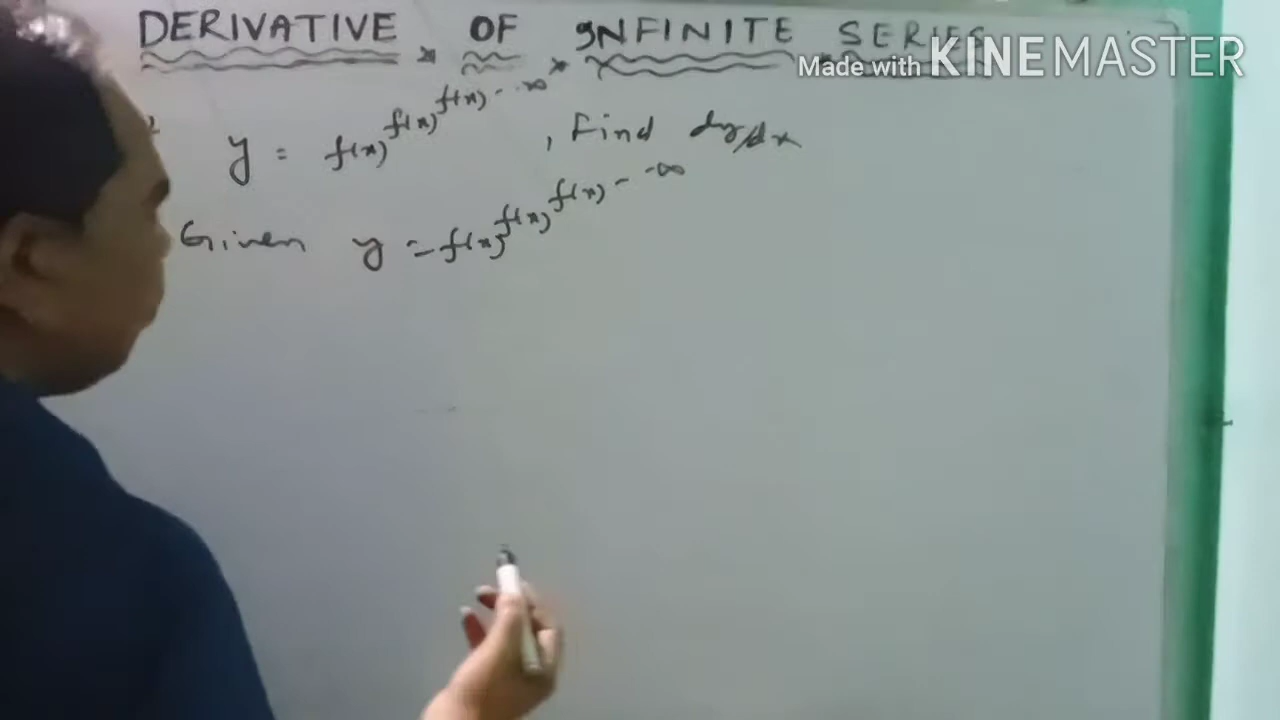 DERIVATIVE OF INFINITE SERIES
Made with KINEMASTER
y = f(x)^f(x)^f(x)^--∞, Find dy/dx
Given y = f(x)^f(x)^f(x)^--∞